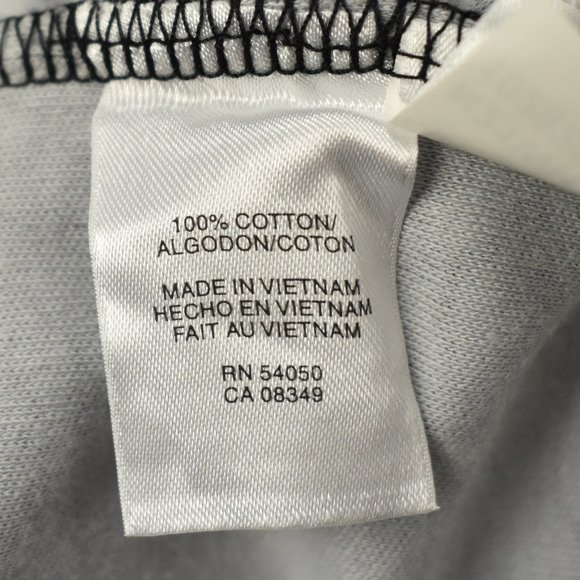 100% COTTON/
ALGODON/COTON
MADE IN VIETNAM
HECHO EN VIETNAM
FAIT AU VIETNAM
RN 54050
CA 08349